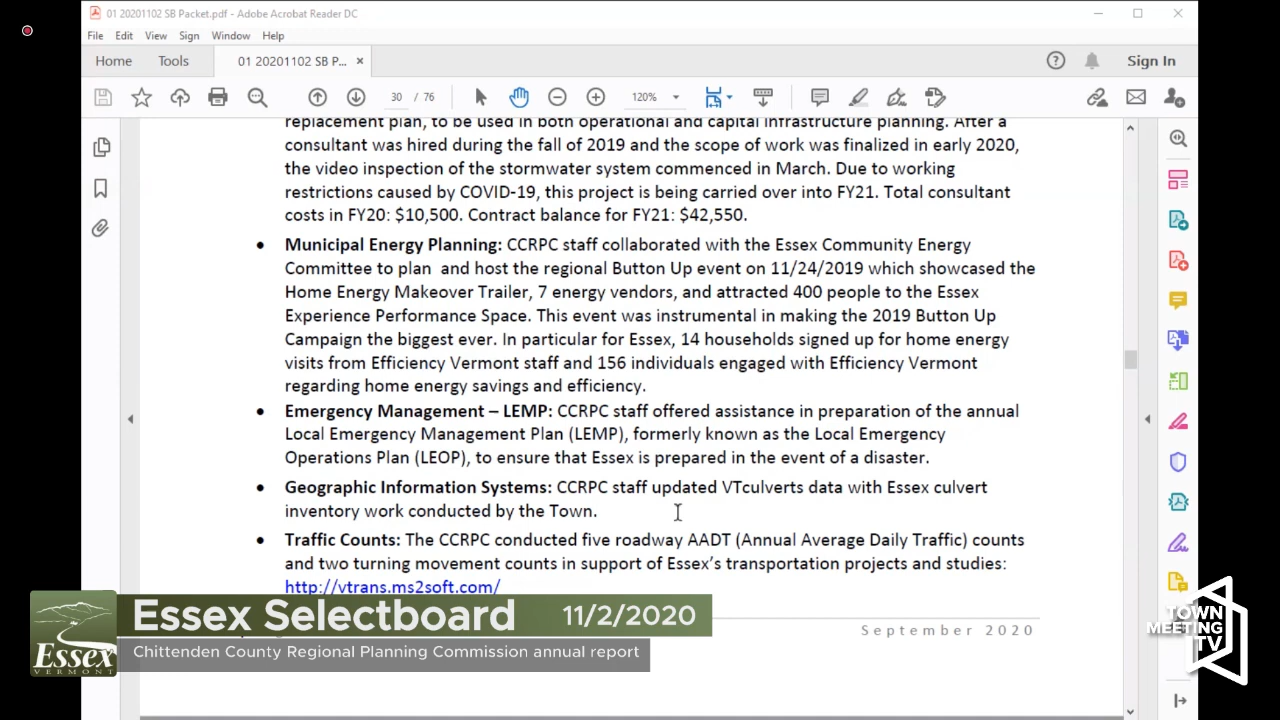 01 20201102 SB Packet.pdf - Adobe Acrobat Reader DC
File Edit View Sign Window Help
Home Tools 01 20201102 SB P... × Sign In
30 / 76 120%
replacement plan, to be used in both operational and capital infrastructure planning. After a
consultant was hired during the fall of 2019 and the scope of work was finalized in early 2020,
the video inspection of the stormwater system commenced in March. Due to working
restrictions caused by COVID-19, this project is being carried over into FY21. Total consultant
costs in FY20: $10,500. Contract balance for FY21: $42,550.
• Municipal Energy Planning: CCRPC staff collaborated with the Essex Community Energy
Committee to plan and host the regional Button Up event on 11/24/2019 which showcased the
Home Energy Makeover Trailer, 7 energy vendors, and attracted 400 people to the Essex
Experience Performance Space. This event was instrumental in making the 2019 Button Up
Campaign the biggest ever. In particular for Essex, 14 households signed up for home energy
visits from Efficiency Vermont staff and 156 individuals engaged with Efficiency Vermont
regarding home energy savings and efficiency.
• Emergency Management – LEMP: CCRPC staff offered assistance in preparation of the annual
Local Emergency Management Plan (LEMP), formerly known as the Local Emergency
Operations Plan (LEOP), to ensure that Essex is prepared in the event of a disaster.
• Geographic Information Systems: CCRPC staff updated VTculverts data with Essex culvert
inventory work conducted by the Town.
• Traffic Counts: The CCRPC conducted five roadway AADT (Annual Average Daily Traffic) counts
and two turning movement counts in support of Essex's transportation projects and studies:
http://vtrans.ms2soft.com/
September 2020
Essex Selectboard 11/2/2020
Chittenden County Regional Planning Commission annual report
Essex
VERMONT
TOWN
MEETING
TV